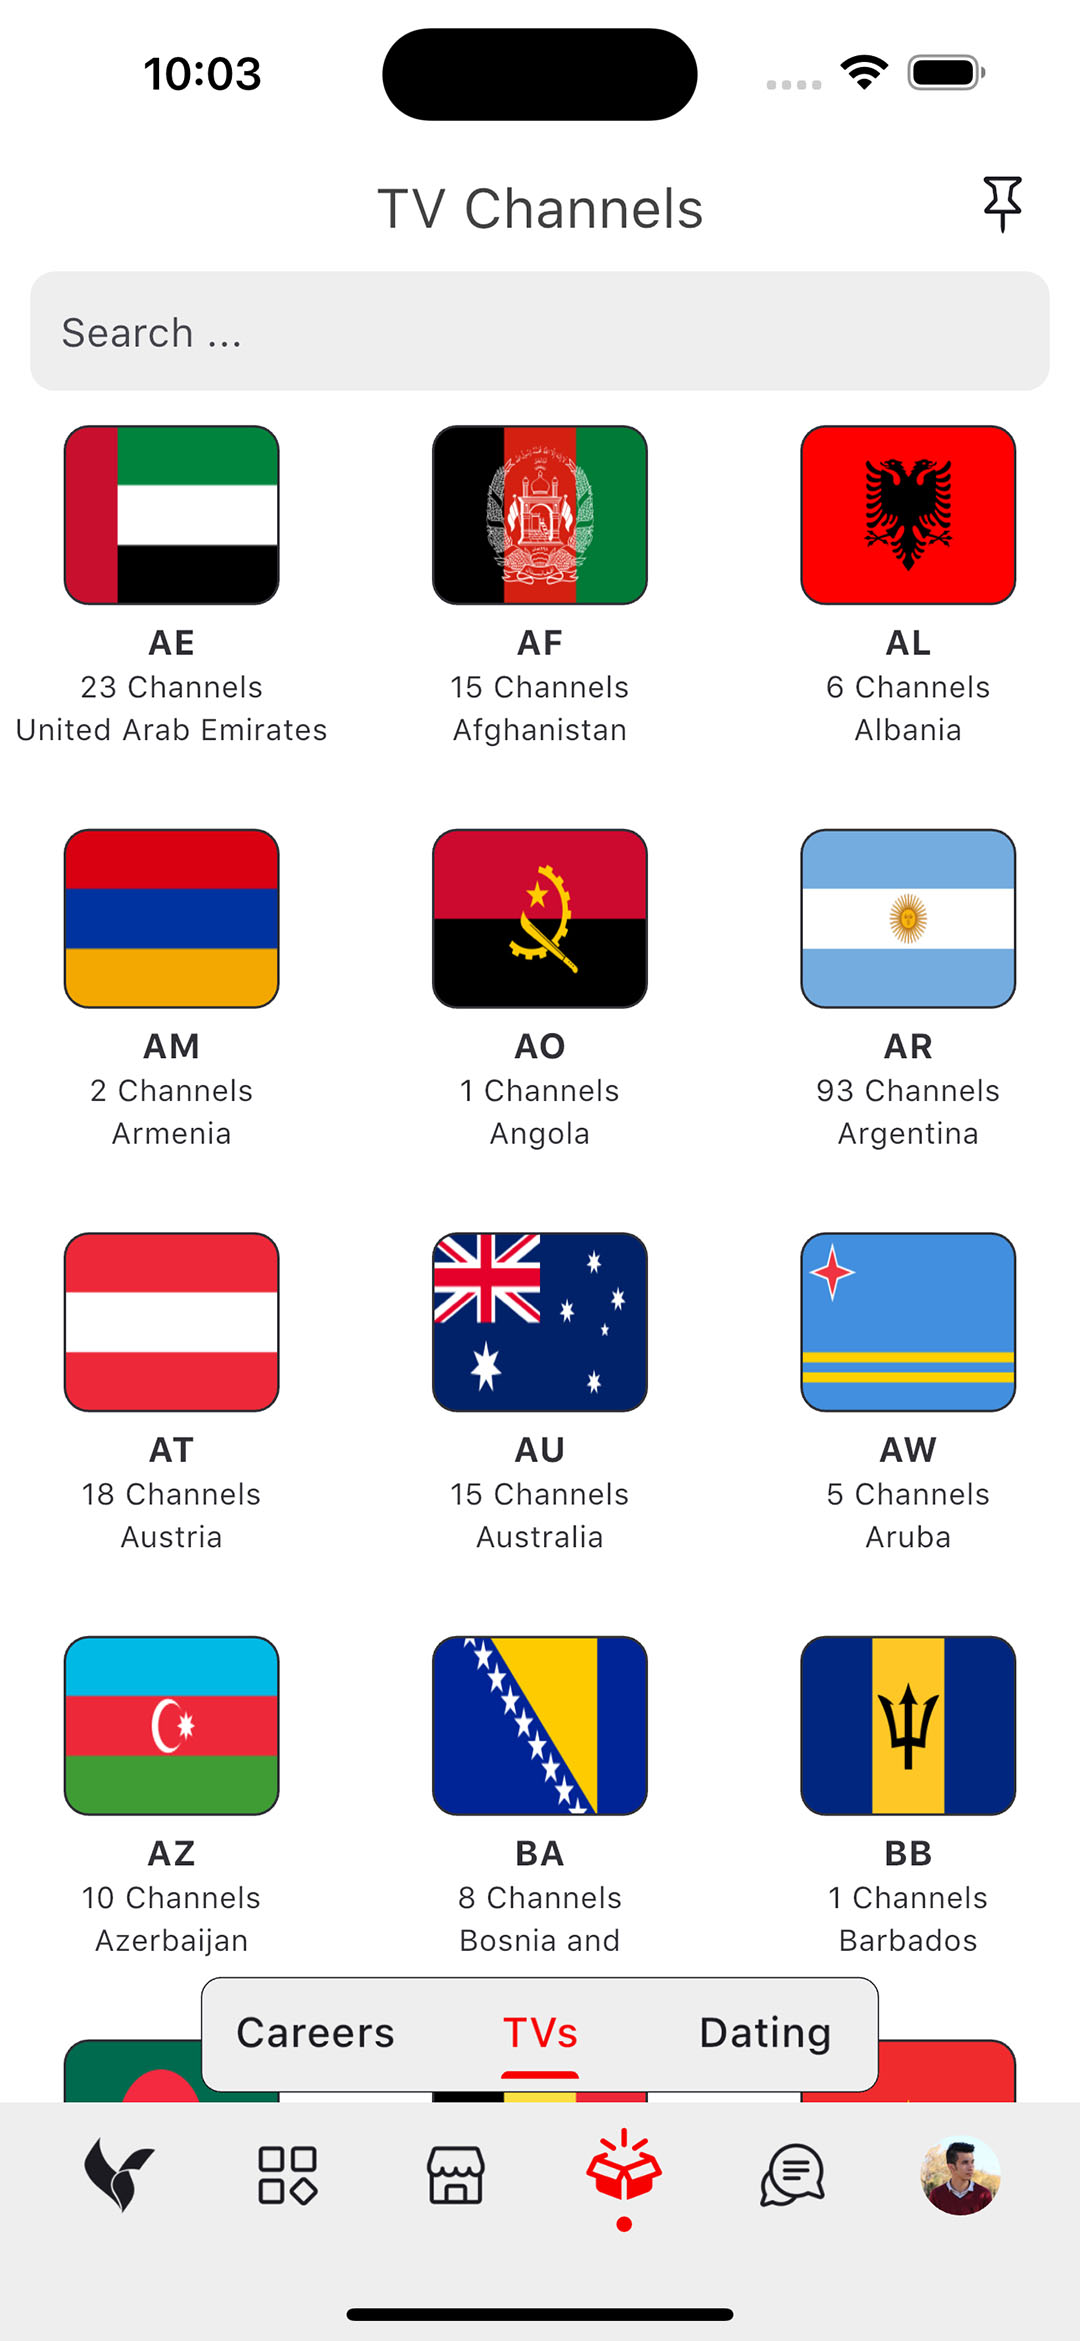 10:03
TV Channels
Search ...
AE
23 Channels
United Arab Emirates
AF
15 Channels
Afghanistan
AL
6 Channels
Albania
AM
2 Channels
Armenia
AO
1 Channels
Angola
AR
93 Channels
Argentina
AT
18 Channels
Austria
AU
15 Channels
Australia
AW
5 Channels
Aruba
AZ
10 Channels
Azerbaijan
BA
8 Channels
Bosnia and
BB
1 Channels
Barbados
Careers
TVs
Dating